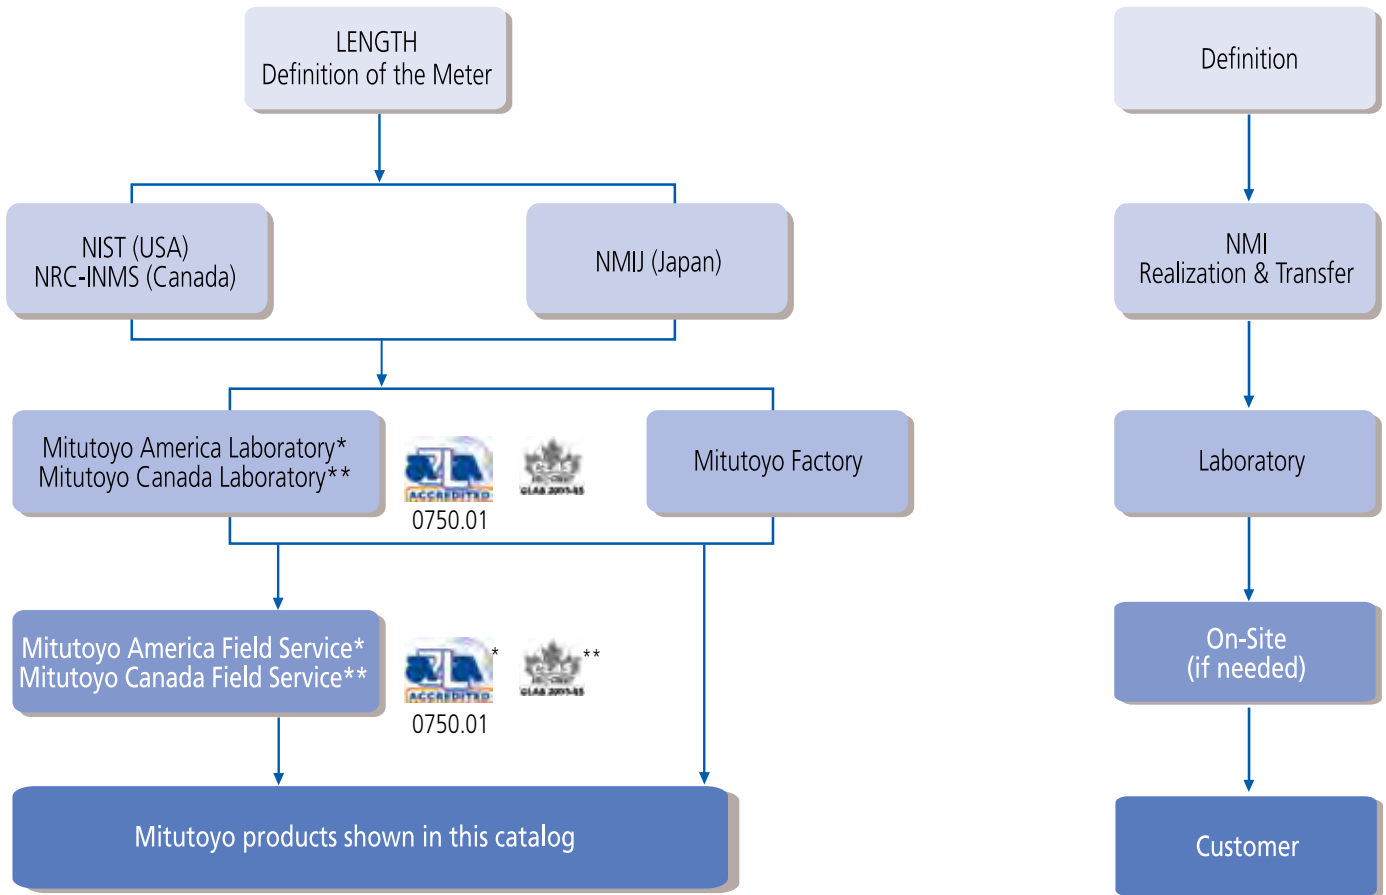 LENGTH
Definition of the Meter
Definition
NIST (USA)
NRC-INMS (Canada)
NMIJ (Japan)
NMI
Realization & Transfer
Mitutoyo America Laboratory*
Mitutoyo Canada Laboratory**
ACCREDITED
0750.01
Mitutoyo Factory
Laboratory
Mitutoyo America Field Service*
Mitutoyo Canada Field Service**
*
ACCREDITED
0750.01
**
On-Site
(if needed)
Mitutoyo products shown in this catalog
Customer